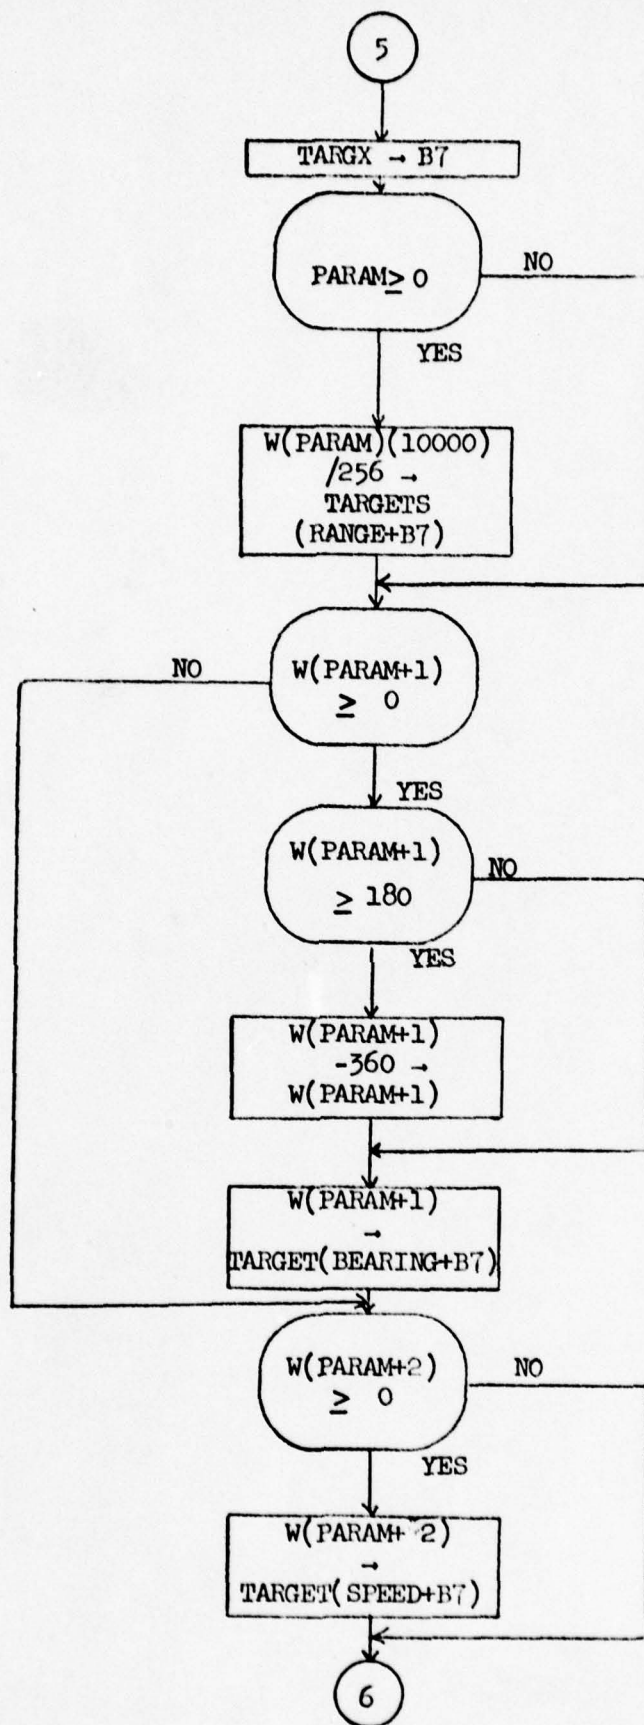 5
TARGX → B7
PARAM ≥ 0
NO
YES
W(PARAM)(10000)
/256 →
TARGETS
(RANGE+B7)
W(PARAM+1)
≥ 0
NO
YES
W(PARAM+1)
≥ 180
NO
YES
W(PARAM+1)
-360 →
W(PARAM+1)
W(PARAM+1)
→
TARGET(BEARING+B7)
W(PARAM+2)
≥ 0
NO
YES
W(PARAM+ 2)
→
TARGET(SPEED+B7)
6